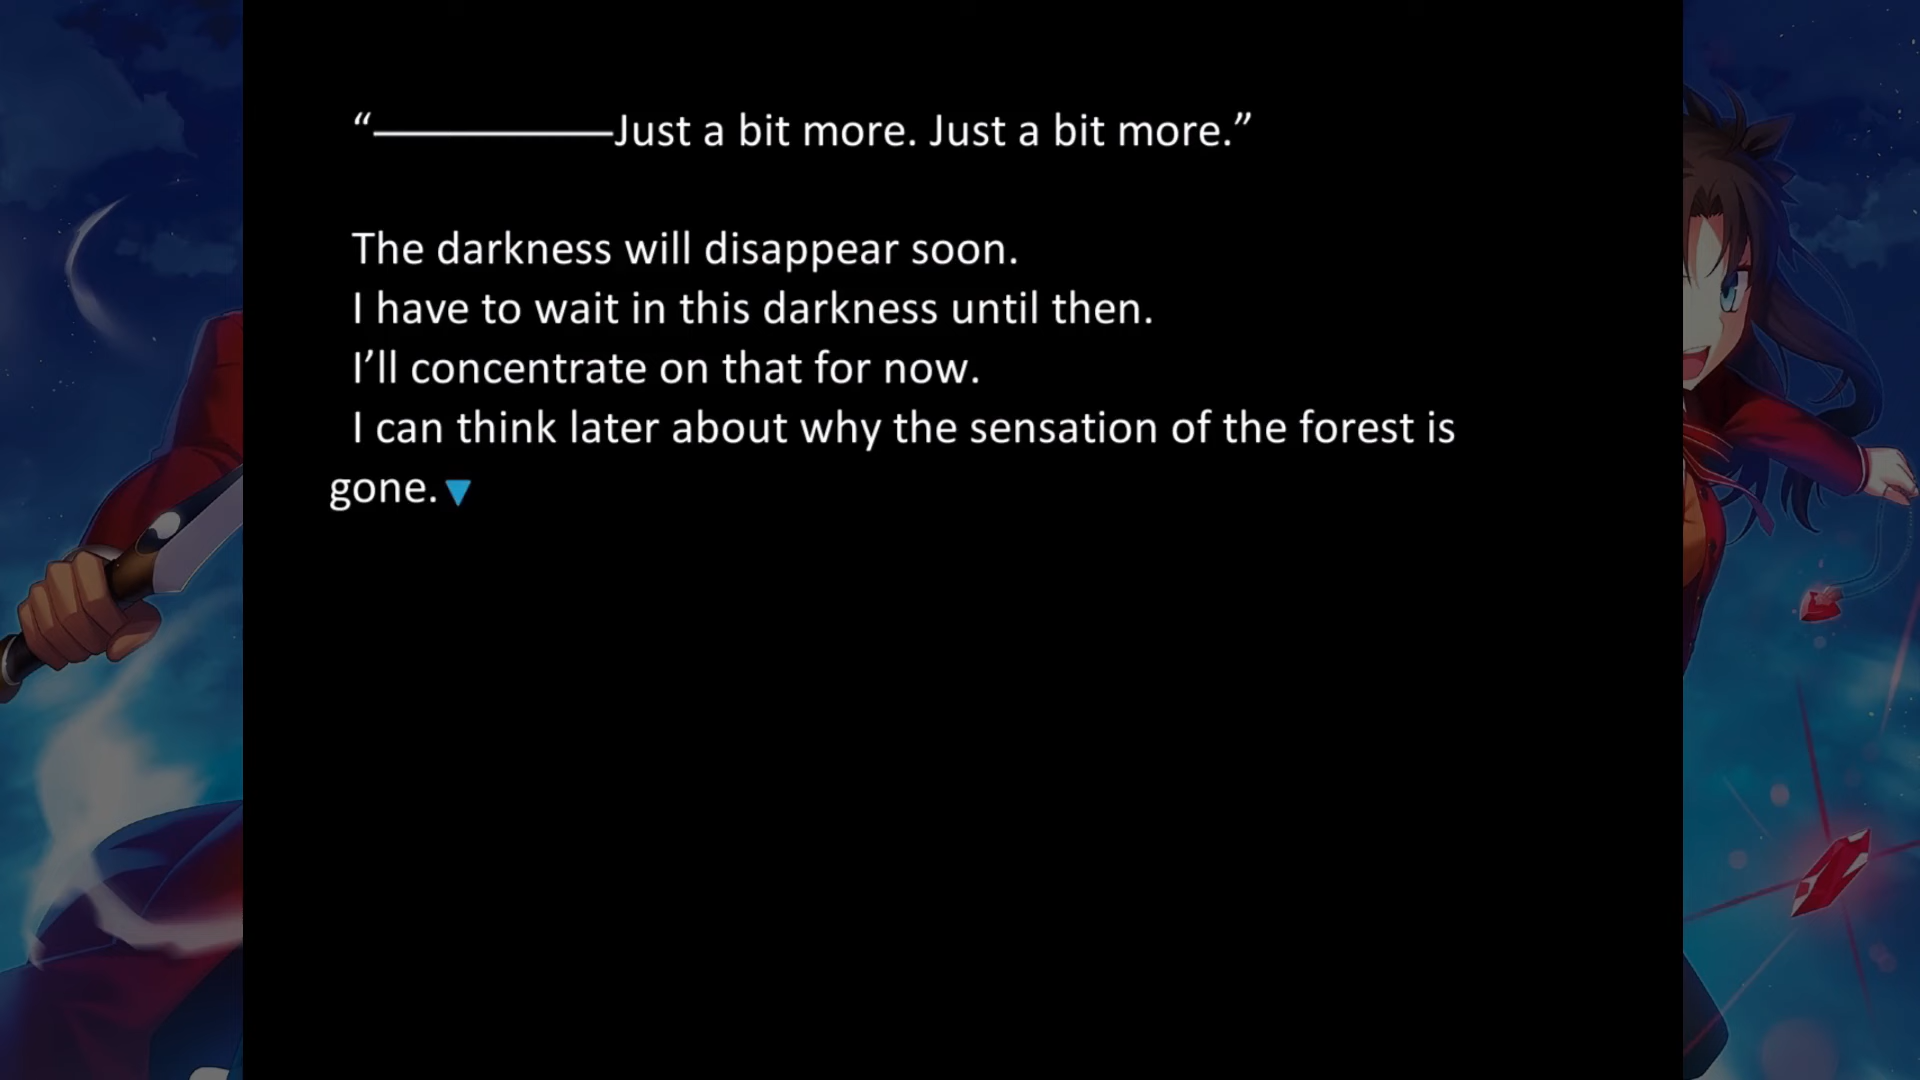 “――――Just a bit more. Just a bit more.”
The darkness will disappear soon.
I have to wait in this darkness until then.
I’ll concentrate on that for now.
I can think later about why the sensation of the forest is
gone.